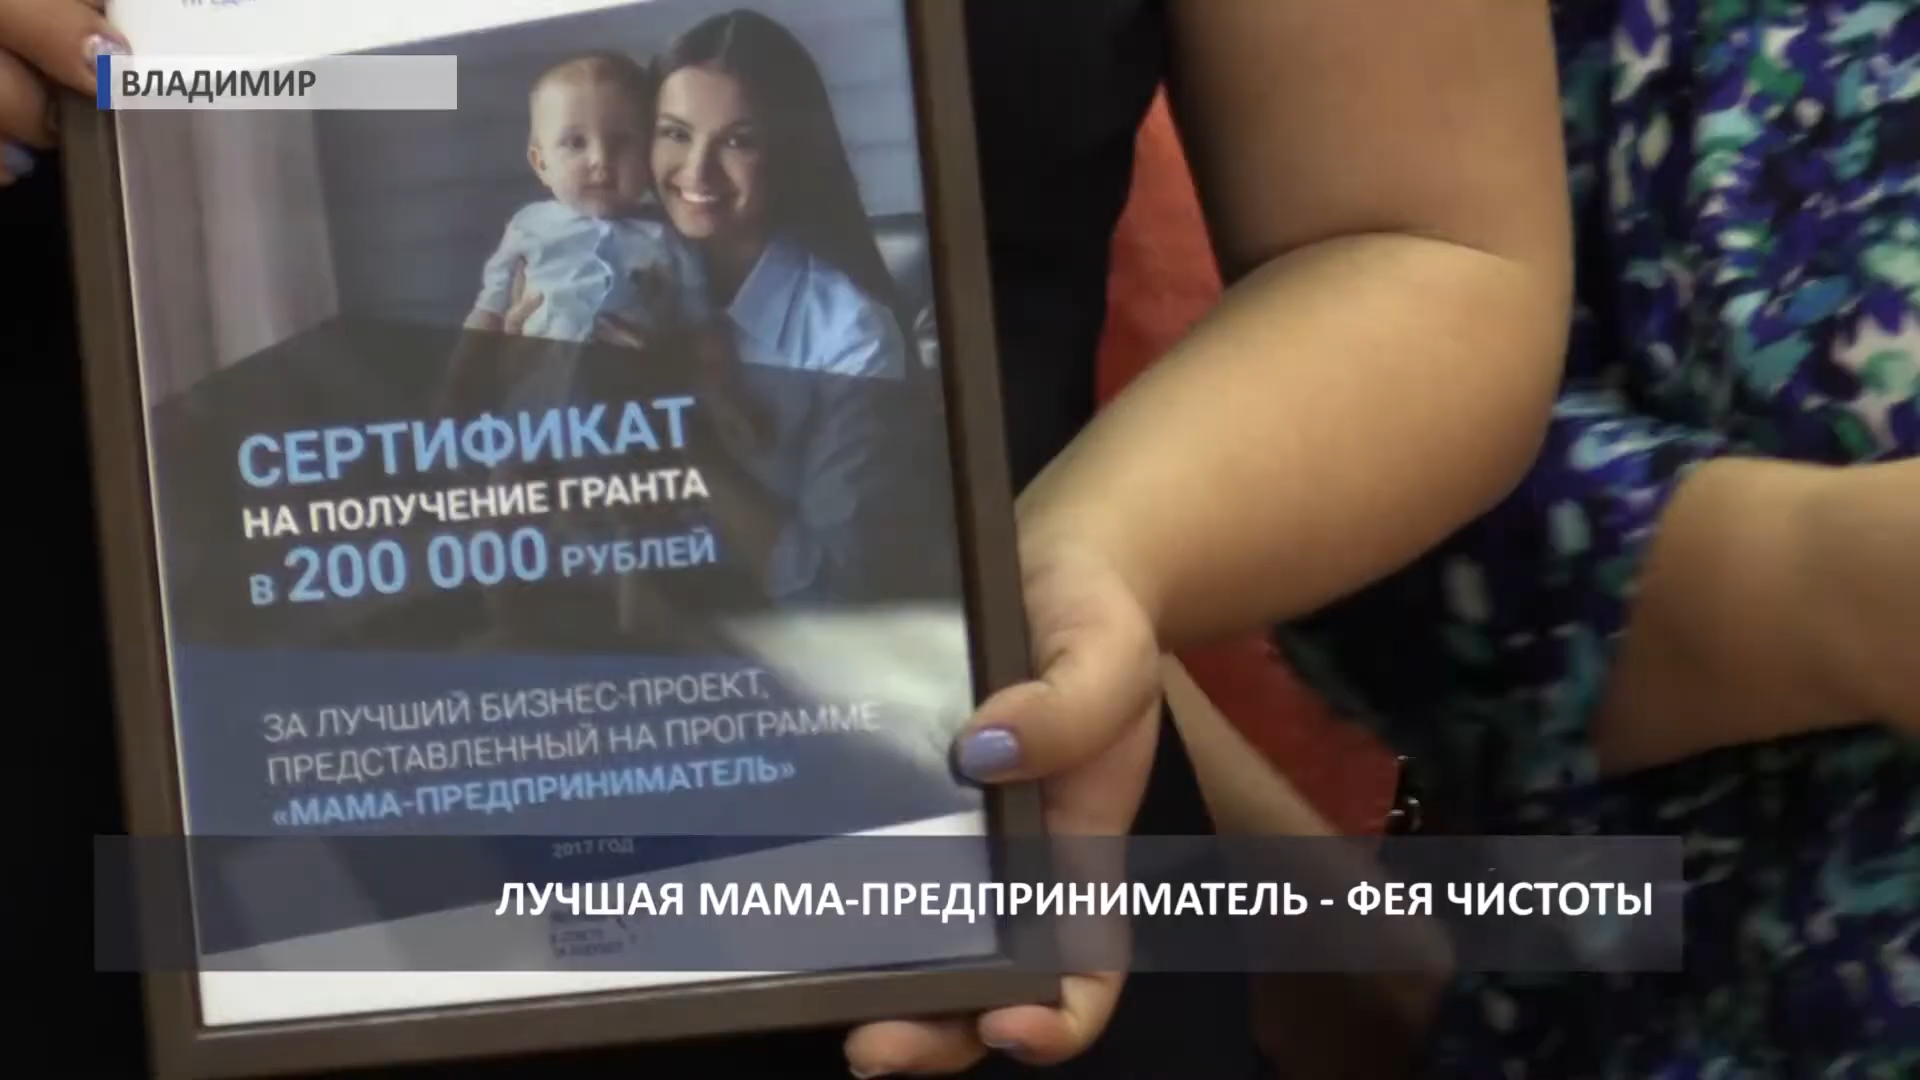 ВЛАДИМИР
СЕРТИФИКАТ
НА ПОЛУЧЕНИЕ ГРАНТА
В 200 000 РУБЛЕЙ
ЗА ЛУЧШИЙ БИЗНЕС-ПРОЕКТ,
ПРЕДСТАВЛЕННЫЙ НА ПРОГРАММЕ
«МАМА-ПРЕДПРИНИМАТЕЛЬ»
2017 ГОД
ЛУЧШАЯ МАМА-ПРЕДПРИНИМАТЕЛЬ - ФЕЯ ЧИСТОТЫ